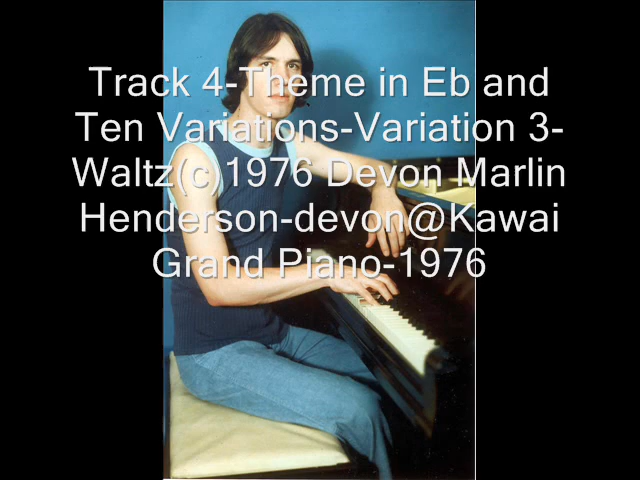 Track 4-Theme in Eb and
Ten Variations-Variation 3-
Waltz(c)1976 Devon Marlin
Henderson-devon@Kawai
Grand Piano-1976